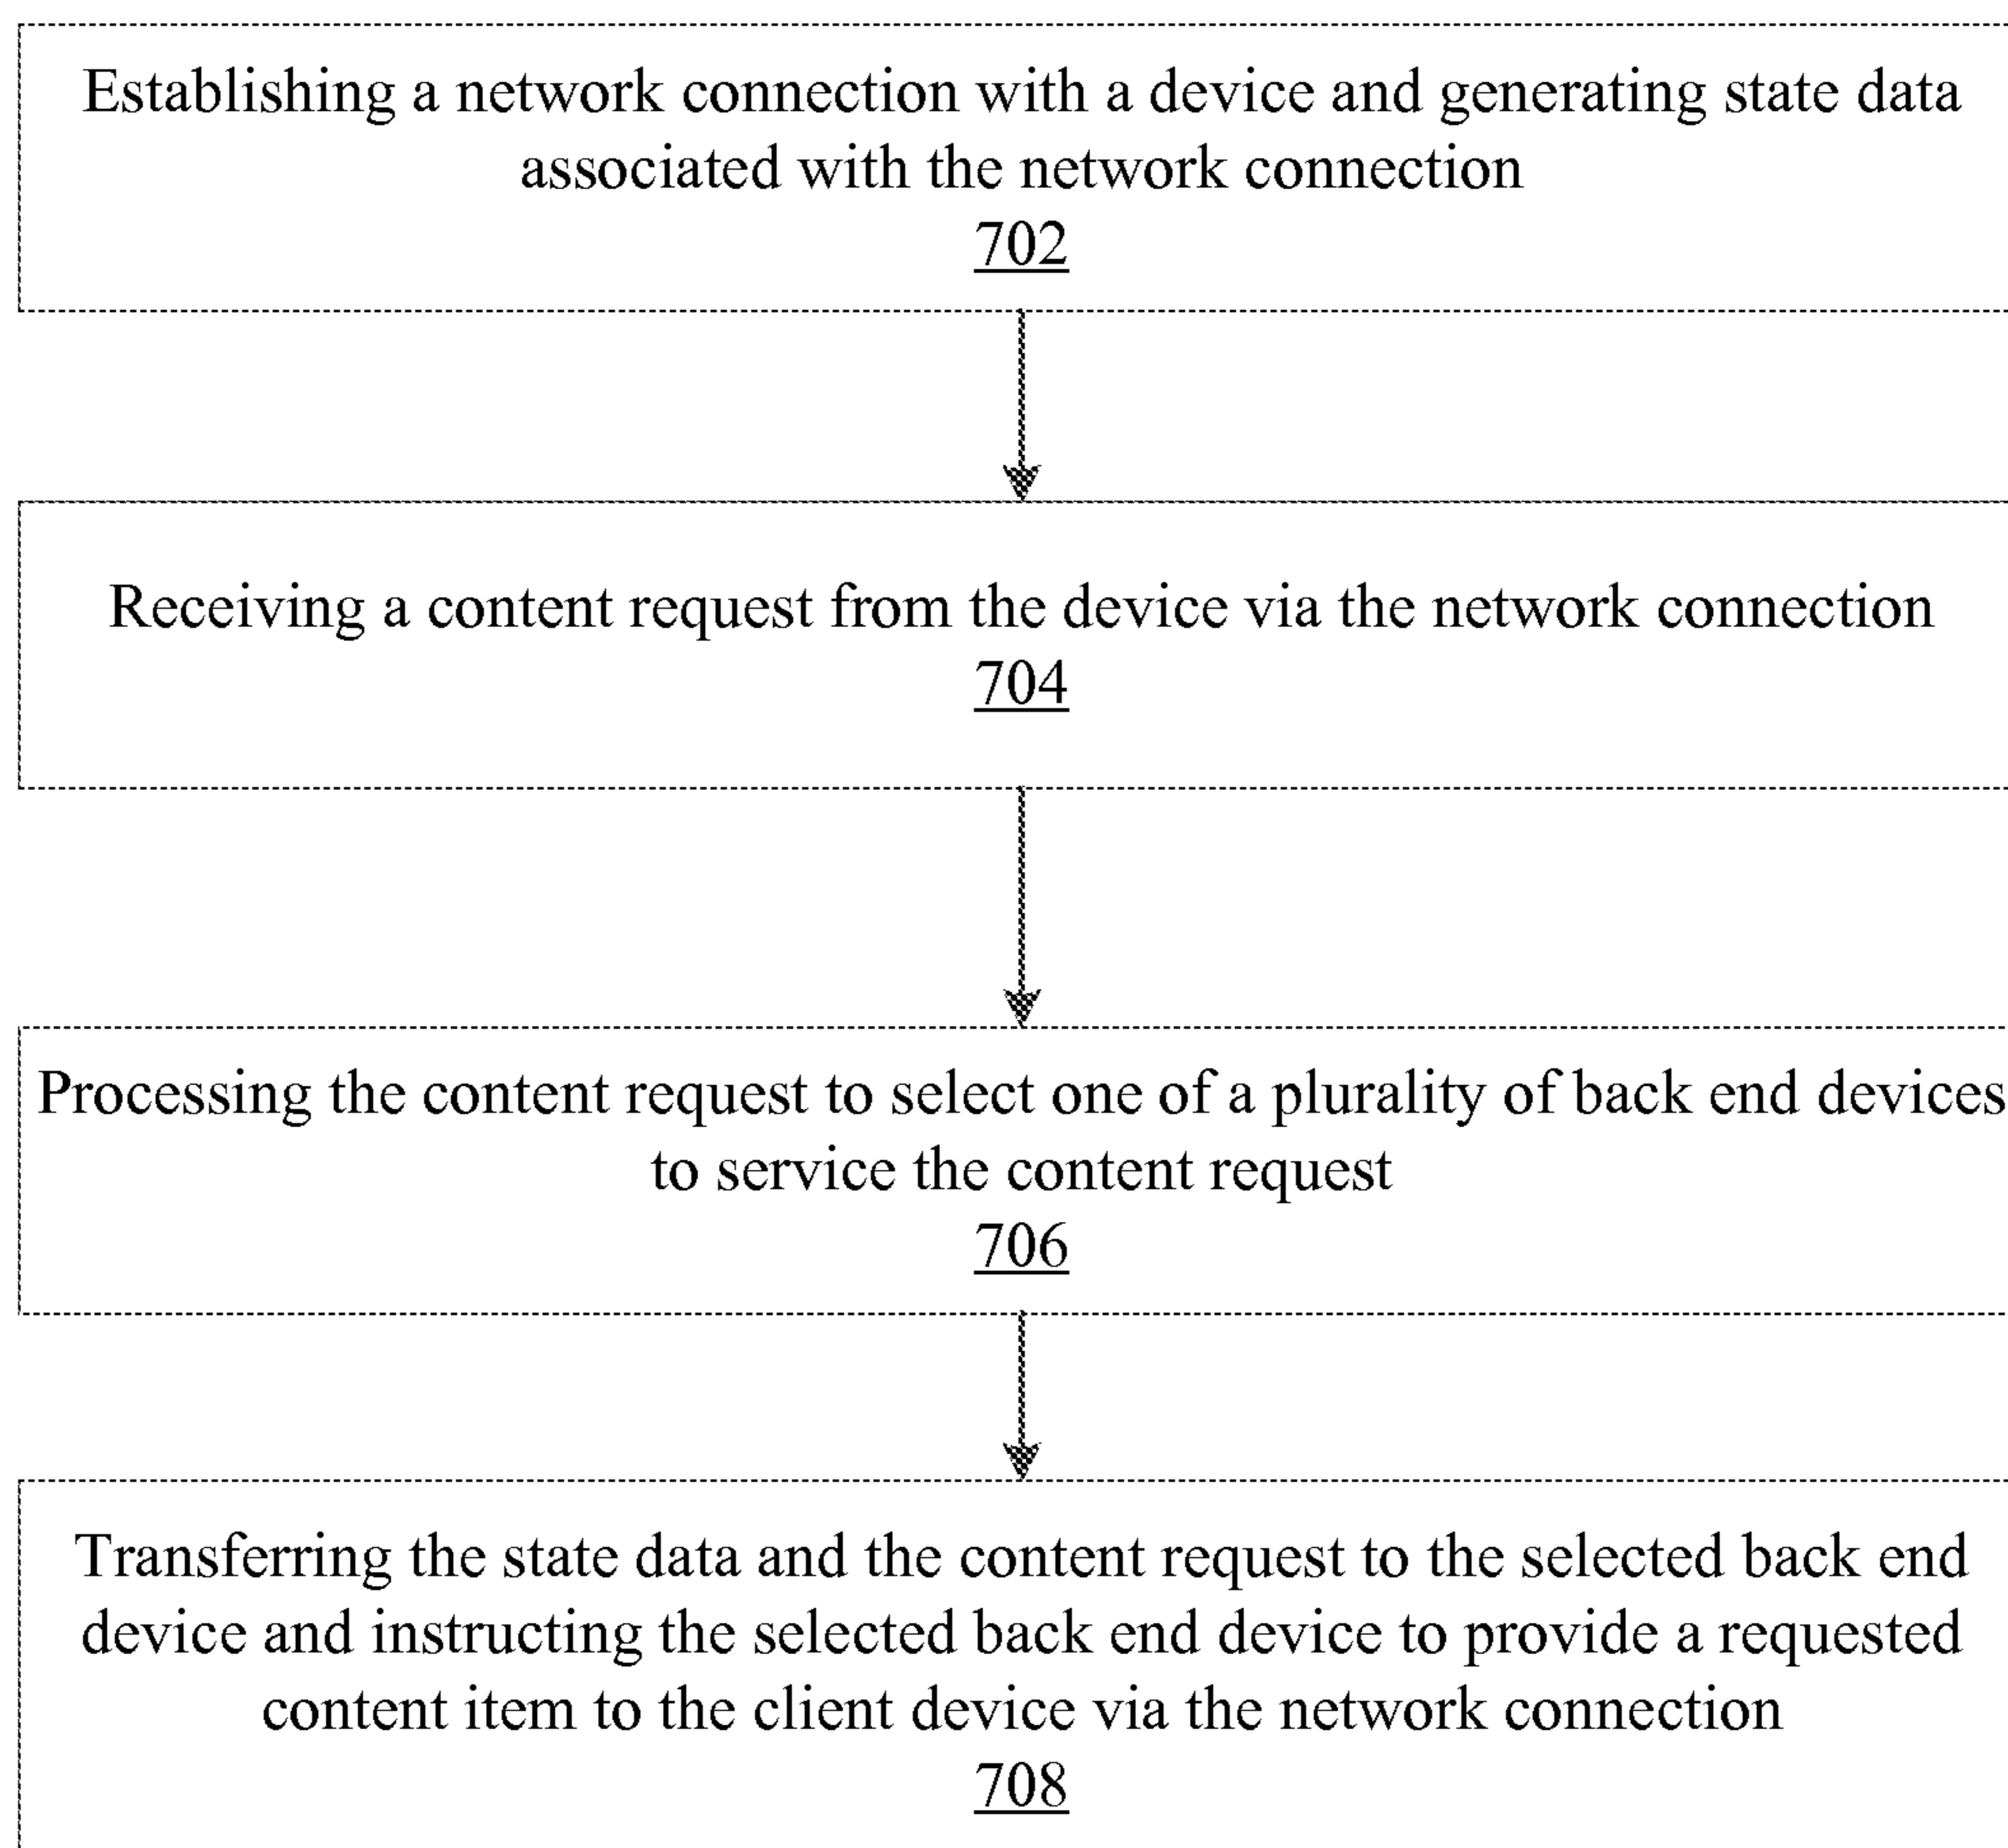 Establishing a network connection with a device and generating state data
associated with the network connection
702
Receiving a content request from the device via the network connection
704
Processing the content request to select one of a plurality of back end devices
to service the content request
706
Transferring the state data and the content request to the selected back end
device and instructing the selected back end device to provide a requested
content item to the client device via the network connection
708